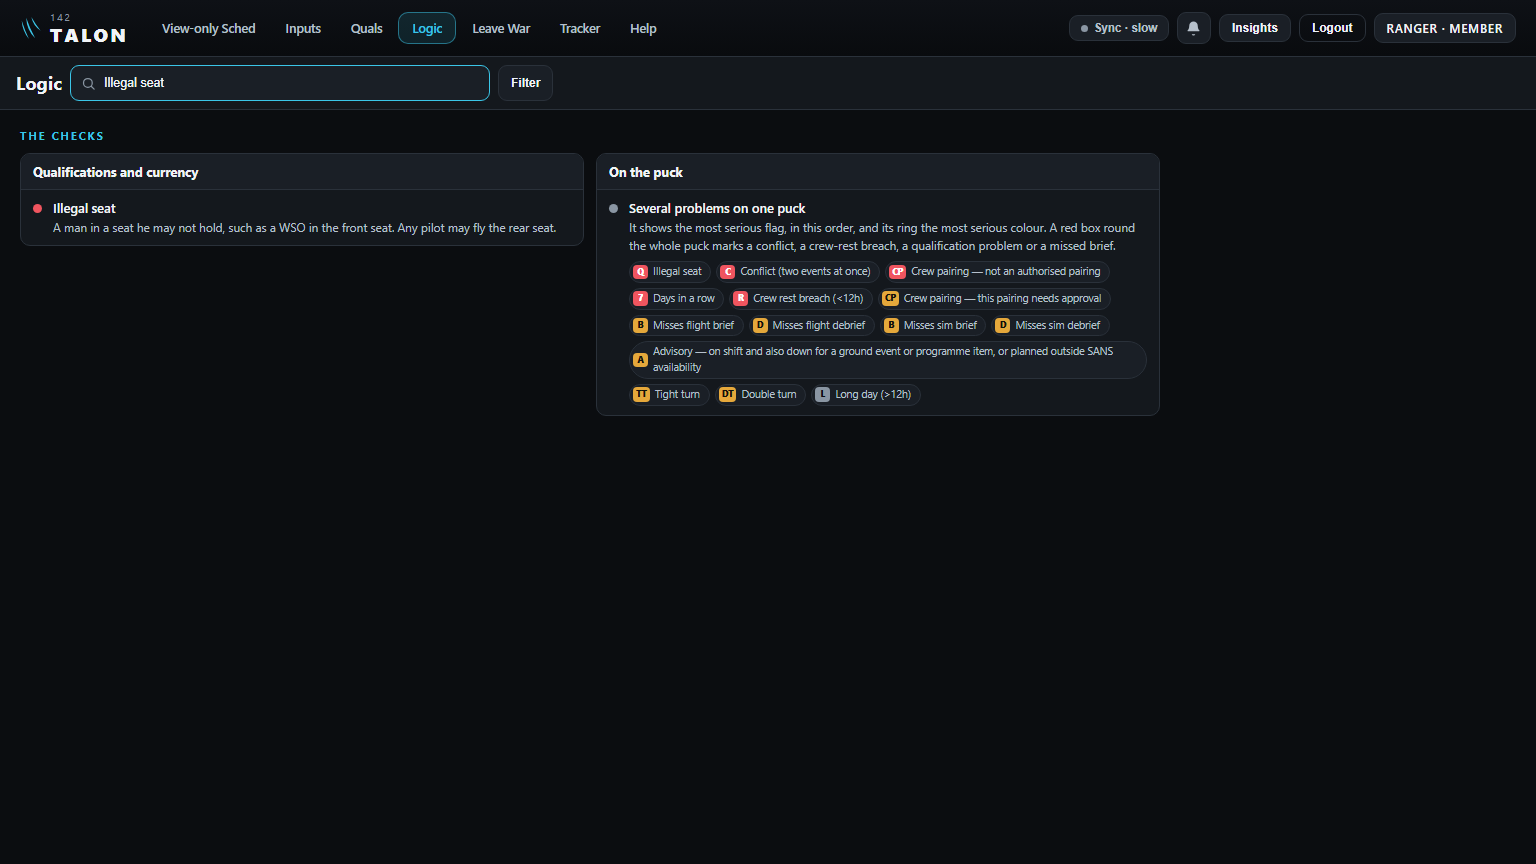 142
TALON
View-only Sched
Inputs
Quals
Logic
Leave War
Tracker
Help
Sync · slow
Insights
Logout
RANGER · MEMBER
Logic
Illegal seat
Filter
THE CHECKS
Qualifications and currency
Illegal seat
A man in a seat he may not hold, such as a WSO in the front seat. Any pilot may fly the rear seat.
On the puck
Several problems on one puck
It shows the most serious flag, in this order, and its ring the most serious colour. A red box round
the whole puck marks a conflict, a crew-rest breach, a qualification problem or a missed brief.
Q Illegal seat
C Conflict (two events at once)
CP Crew pairing — not an authorised pairing
7 Days in a row
R Crew rest breach (<12h)
CP Crew pairing — this pairing needs approval
B Misses flight brief
D Misses flight debrief
B Misses sim brief
D Misses sim debrief
A Advisory — on shift and also down for a ground event or programme item, or planned outside SANS
availability
TT Tight turn
DT Double turn
L Long day (>12h)